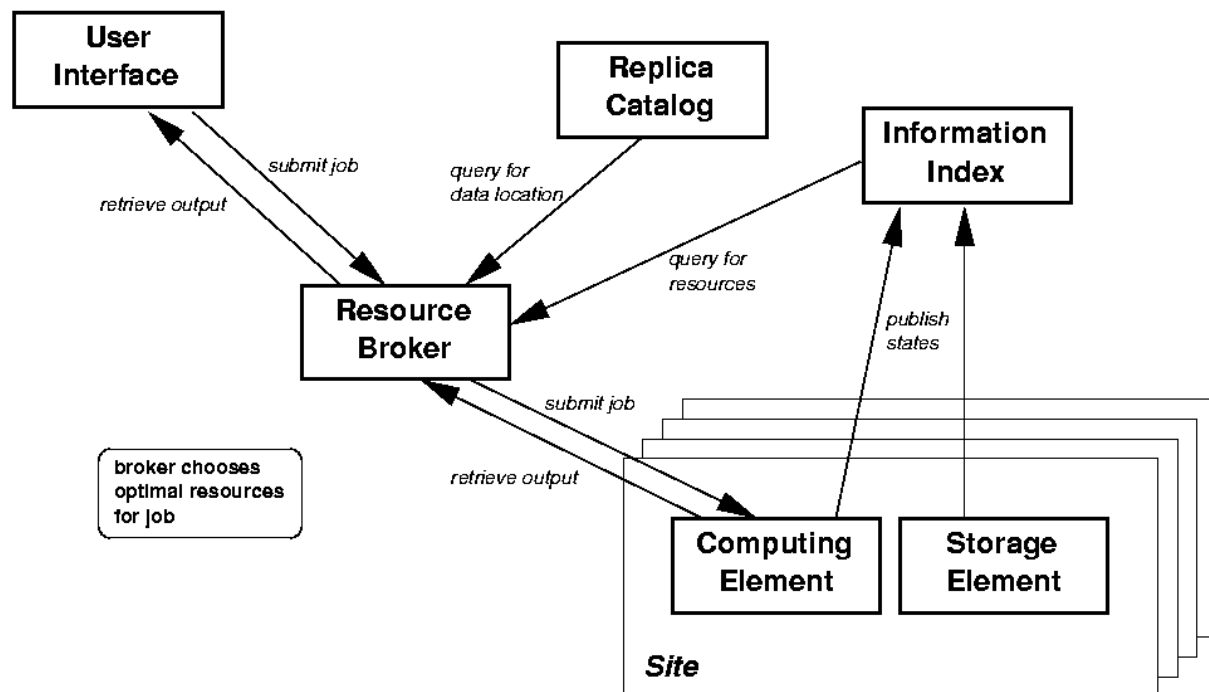 User
Interface
Replica
Catalog
Information
Index
submit job
retrieve output
query for
data location
query for
resources
Resource
Broker
publish
states
submit job
retrieve output
broker chooses
optimal resources
for job
Computing
Element
Storage
Element
Site